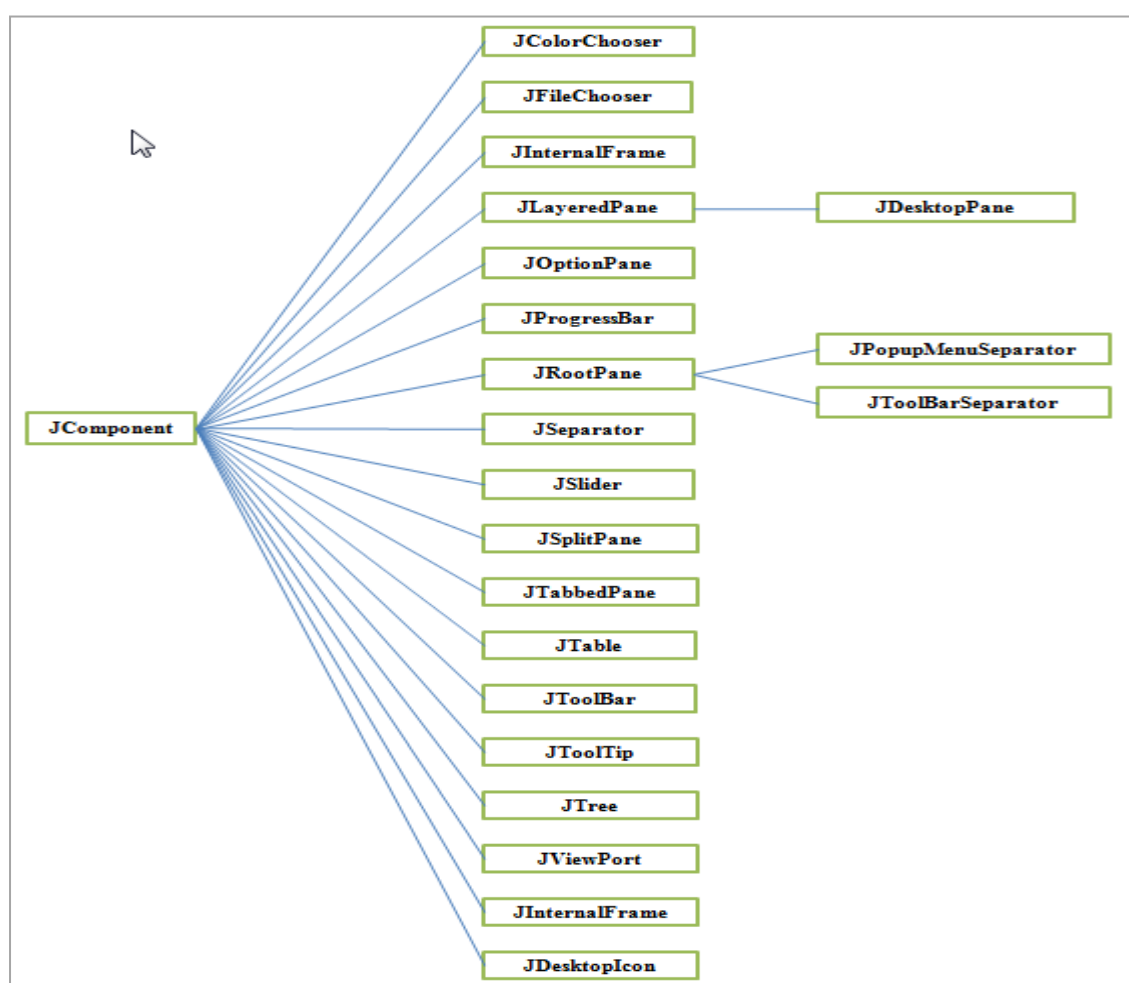 JColorChooser
JFileChooser
JInternalFrame
JLayeredPane
JDesktopPane
JOptionPane
JProgressBar
JPopupMenuSeparator
JRootPane
JToolBarSeparator
JComponent
JSeparator
JSlider
JSplitPane
JTabbedPane
JTable
JToolBar
JToolTip
JTree
JViewPort
JInternalFrame
JDesktopIcon